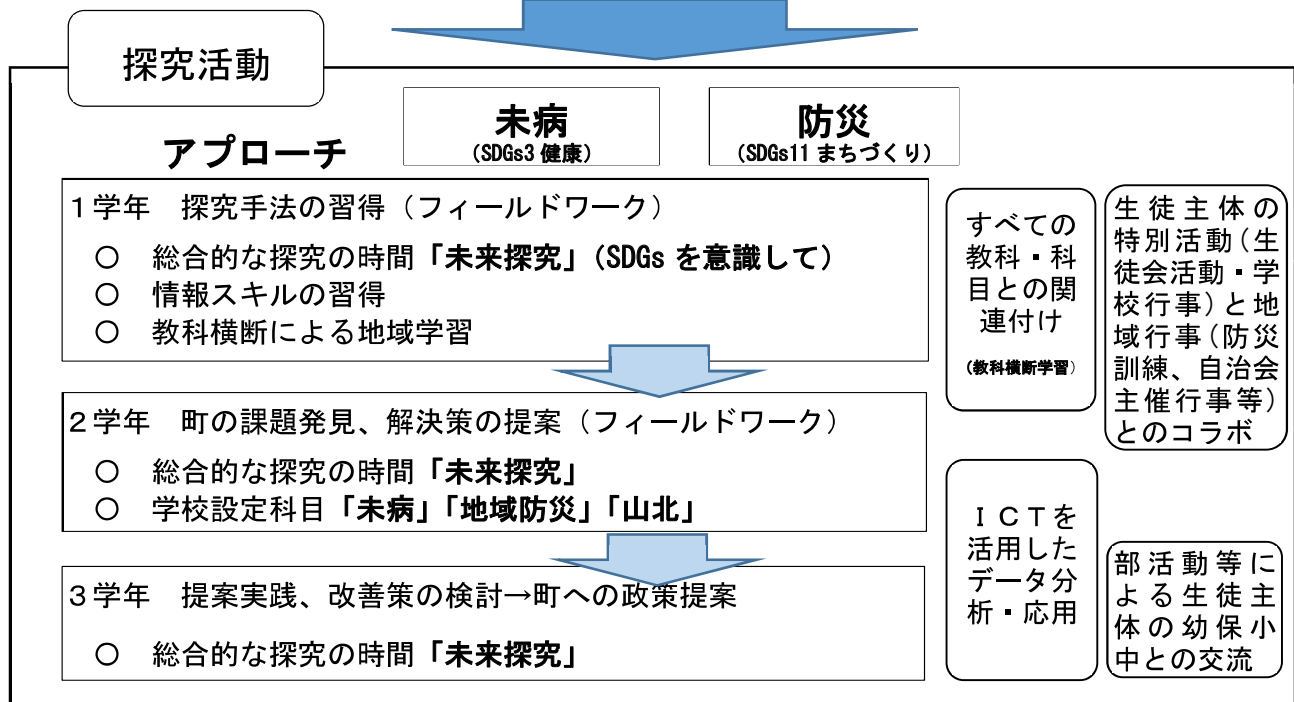 探究活動
アプローチ
未病
(SDGs3 健康)
防災
(SDGs11 まちづくり)
1学年　探究手法の習得（フィールドワーク）
○　総合的な探究の時間「未来探究」（SDGs を意識して）
○　情報スキルの習得
○　教科横断による地域学習
2学年　町の課題発見、解決策の提案（フィールドワーク）
○　総合的な探究の時間「未来探究」
○　学校設定科目「未病」「地域防災」「山北」
3学年　提案実践、改善策の検討→町への政策提案
○　総合的な探究の時間「未来探究」
すべての
教科・科
目との関
連付け
(教科横断学習)
生徒主体の
特別活動（生
徒会活動・学
校行事）と地
域行事（防災
訓練、自治会
主催行事等）
とのコラボ
ＩＣＴを
活用した
データ分
析・応用
部活動等に
よる生徒主
体の幼保小
中との交流